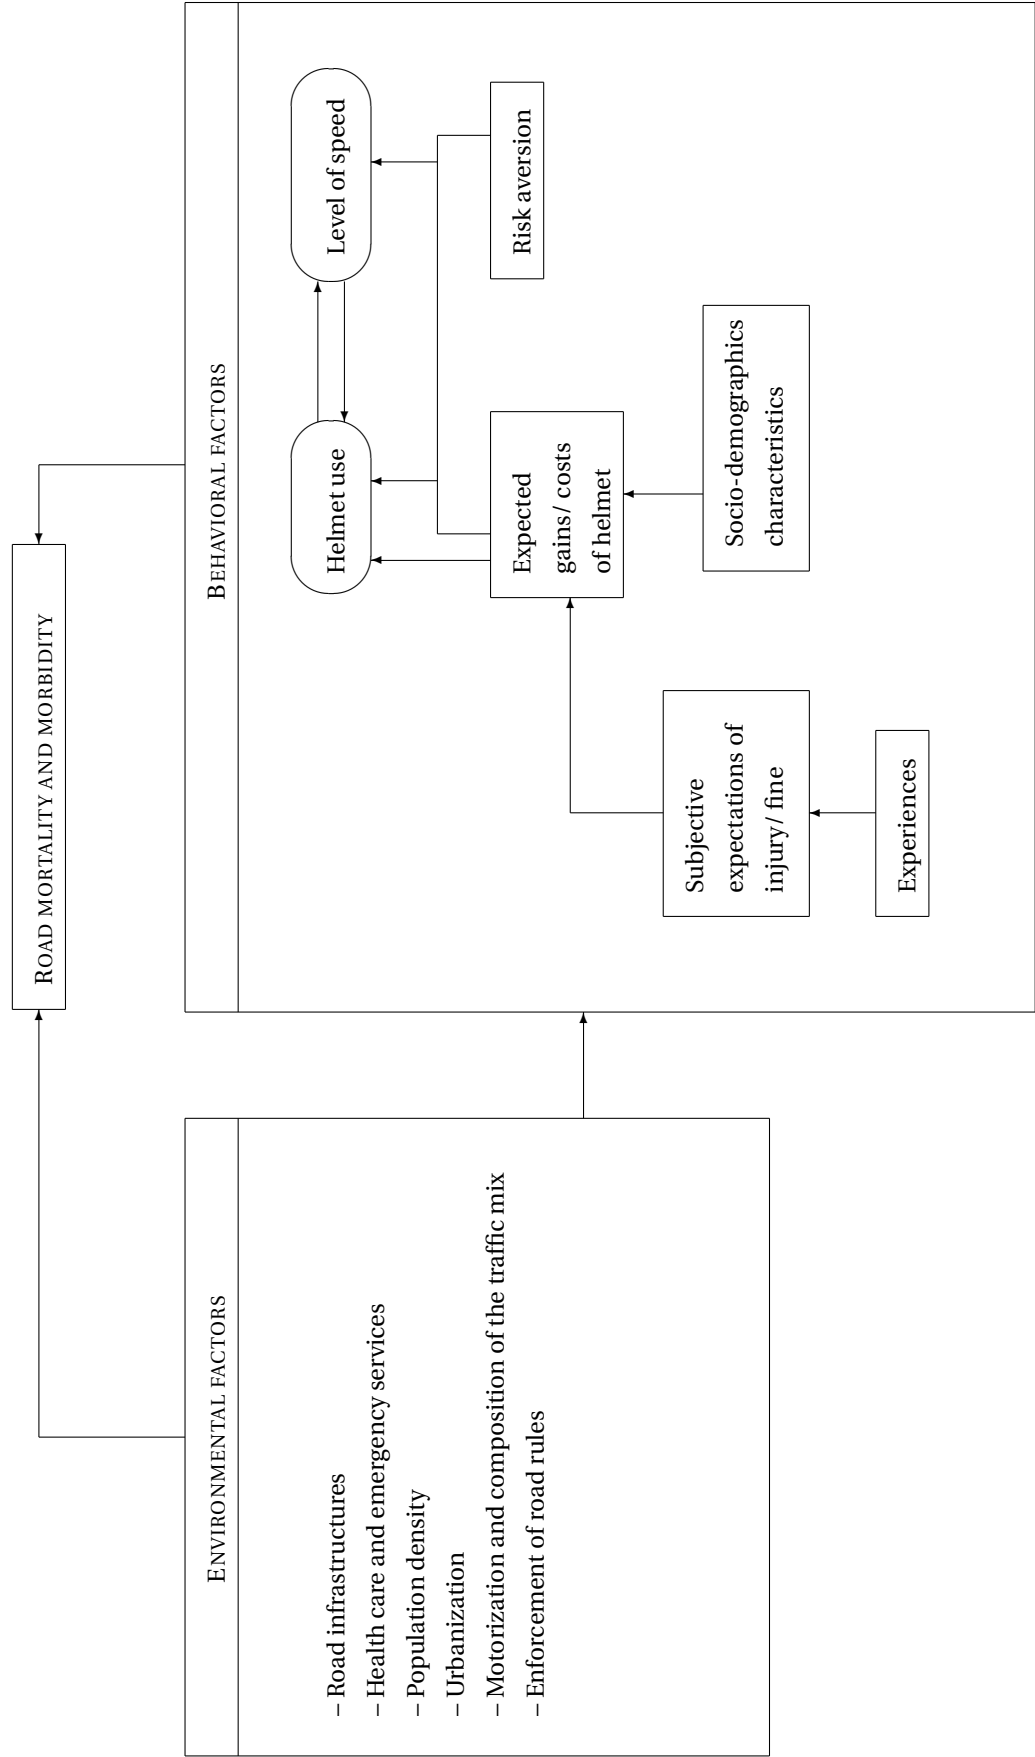 ROAD MORTALITY AND MORBIDITY
ENVIRONMENTAL FACTORS
– Road infrastructures
– Health care and emergency services
– Population density
– Urbanization
– Motorization and composition of the traffic mix
– Enforcement of road rules
BEHAVIORAL FACTORS
Helmet use
Level of speed
Expected
gains/ costs
of helmet
Risk aversion
Subjective
expectations of
injury/ fine
Socio-demographics
characteristics
Experiences